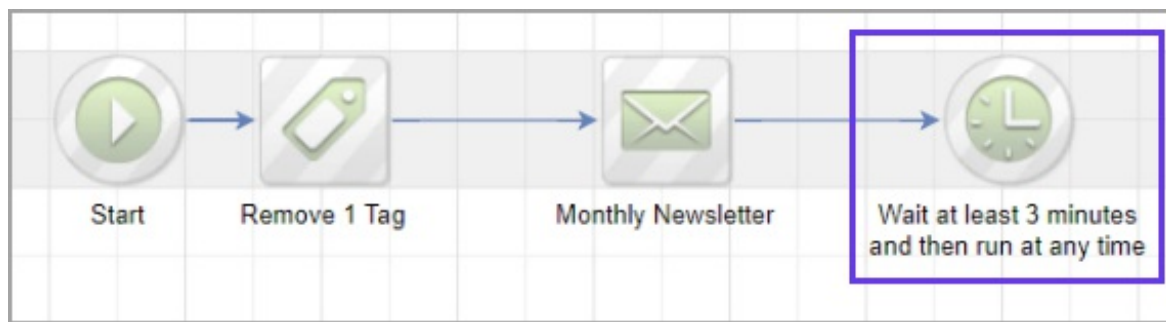 Start
Remove 1 Tag
Monthly Newsletter
Wait at least 3 minutes
and then run at any time